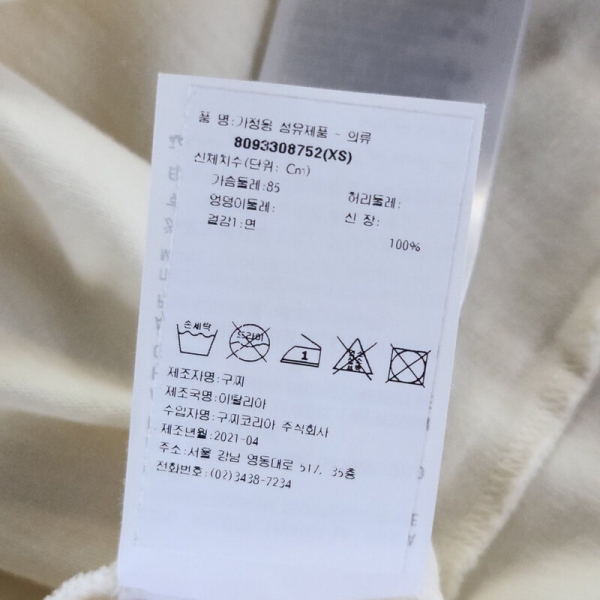 품 명:가정용 섬유제품 - 의류
8093308752(XS)
신체치수(단위: Cm)
가슴둘레:85 허리둘레:
엉덩이둘레: 신 장:
겉감1:면 100%
손세탁
드라이
1
제조자명:구찌
제조국명:이탈리아
수입자명:구찌코리아 주식회사
제조년월:2021-04
주소:서울 강남 영동대로 517, 35층
전화번호:(02)3438-7234